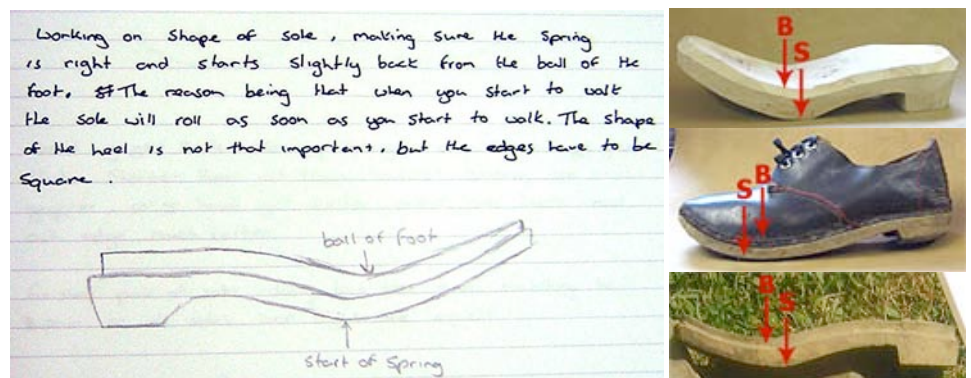 Working on Shape of sole, making sure the Spring
is right and starts Slightly back from the ball of the
foot. The reason being that when you start to walk
the sole will roll as soon as you start to walk. The shape
of the heel is not that important, but the edges have to be
Square.
ball of foot
start of Spring
B
S
S
B
B
S